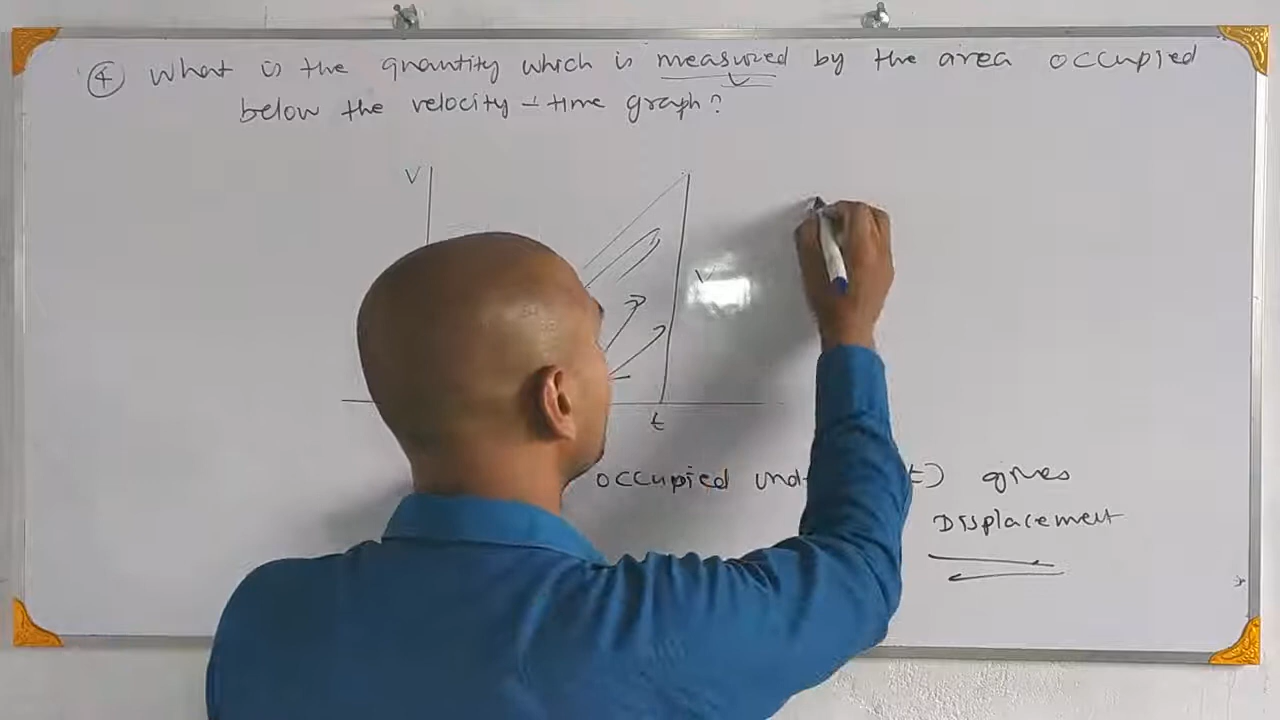 ④ What is the quantity which is measured by the area occupied
below the velocity - time graph?
V
V
t
occupied t) gives
Displacement